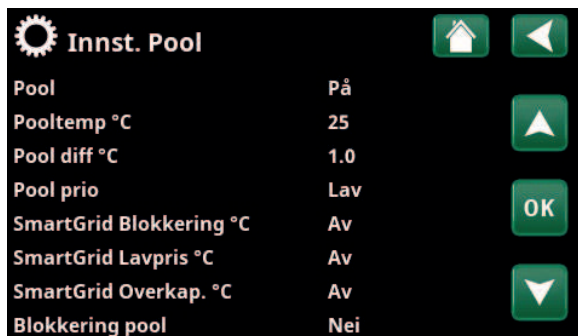 Innst. Pool
Pool På
Pooltemp °C 25
Pool diff °C 1.0
Pool prio Lav
SmartGrid Blokkering °C Av
SmartGrid Lavpris °C Av
SmartGrid Overkap. °C Av
Blokkering pool Nei
OK